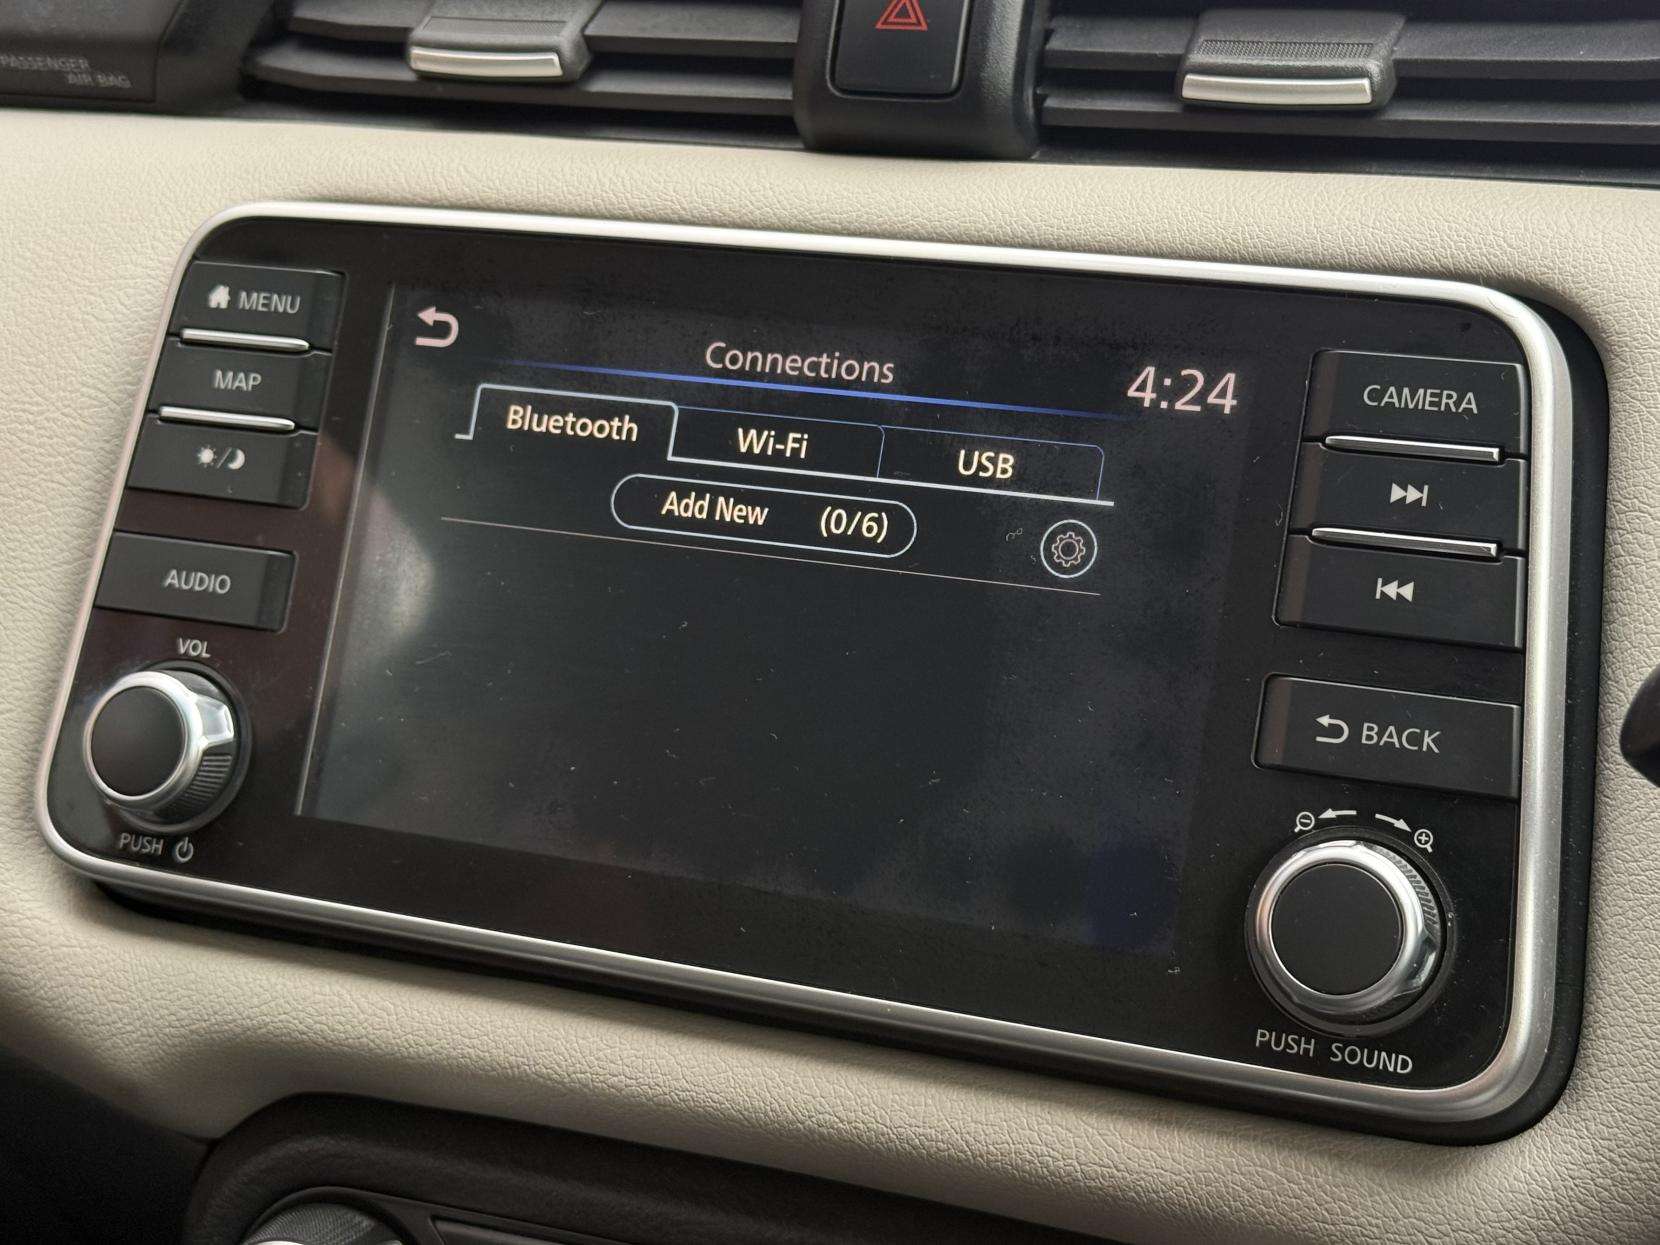 PASSENGER
AIR BAG
MENU
MAP
AUDIO
VOL
PUSH
Connections
4:24
Bluetooth
Wi-Fi
USB
Add New (0/6)
CAMERA
BACK
PUSH SOUND